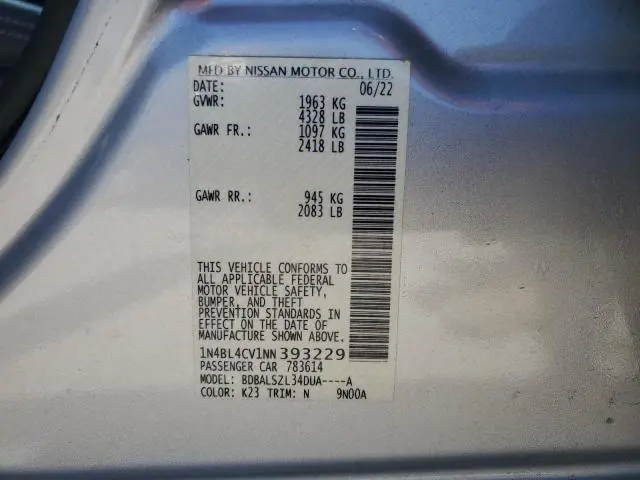 MFD BY NISSAN MOTOR CO., LTD.
DATE: 06/22
GVWR: 1963 KG
4328 LB
GAWR FR.: 1097 KG
2418 LB
GAWR RR.: 945 KG
2083 LB
THIS VEHICLE CONFORMS TO
ALL APPLICABLE FEDERAL
MOTOR VEHICLE SAFETY,
BUMPER, AND THEFT
PREVENTION STANDARDS IN
EFFECT ON THE DATE OF
MANUFACTURE SHOWN ABOVE.
1N4BL4CV1NN393229
PASSENGER CAR 783614
MODEL: BDBALSZL34DUA----A
COLOR: K23 TRIM: N 9N00A